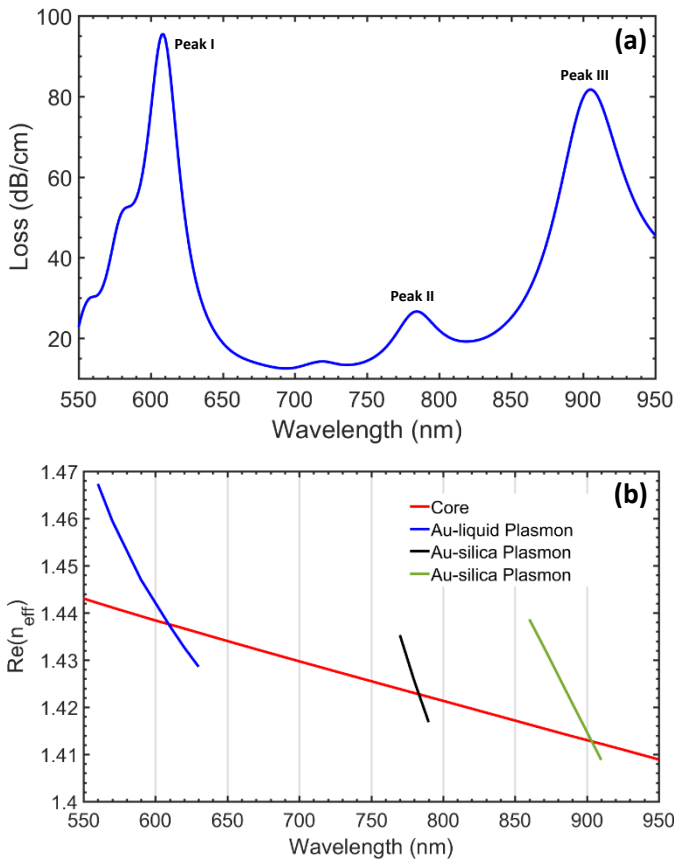 (a)
Peak I
Peak III
Peak II
100
80
60
40
20
Loss (dB/cm)
550 600 650 700 750 800 850 900 950
Wavelength (nm)
(b)
Core
Au-liquid Plasmon
Au-silica Plasmon
Au-silica Plasmon
1.47
1.46
1.45
1.44
1.43
1.42
1.41
1.4
Re(n_eff)
550 600 650 700 750 800 850 900 950
Wavelength (nm)